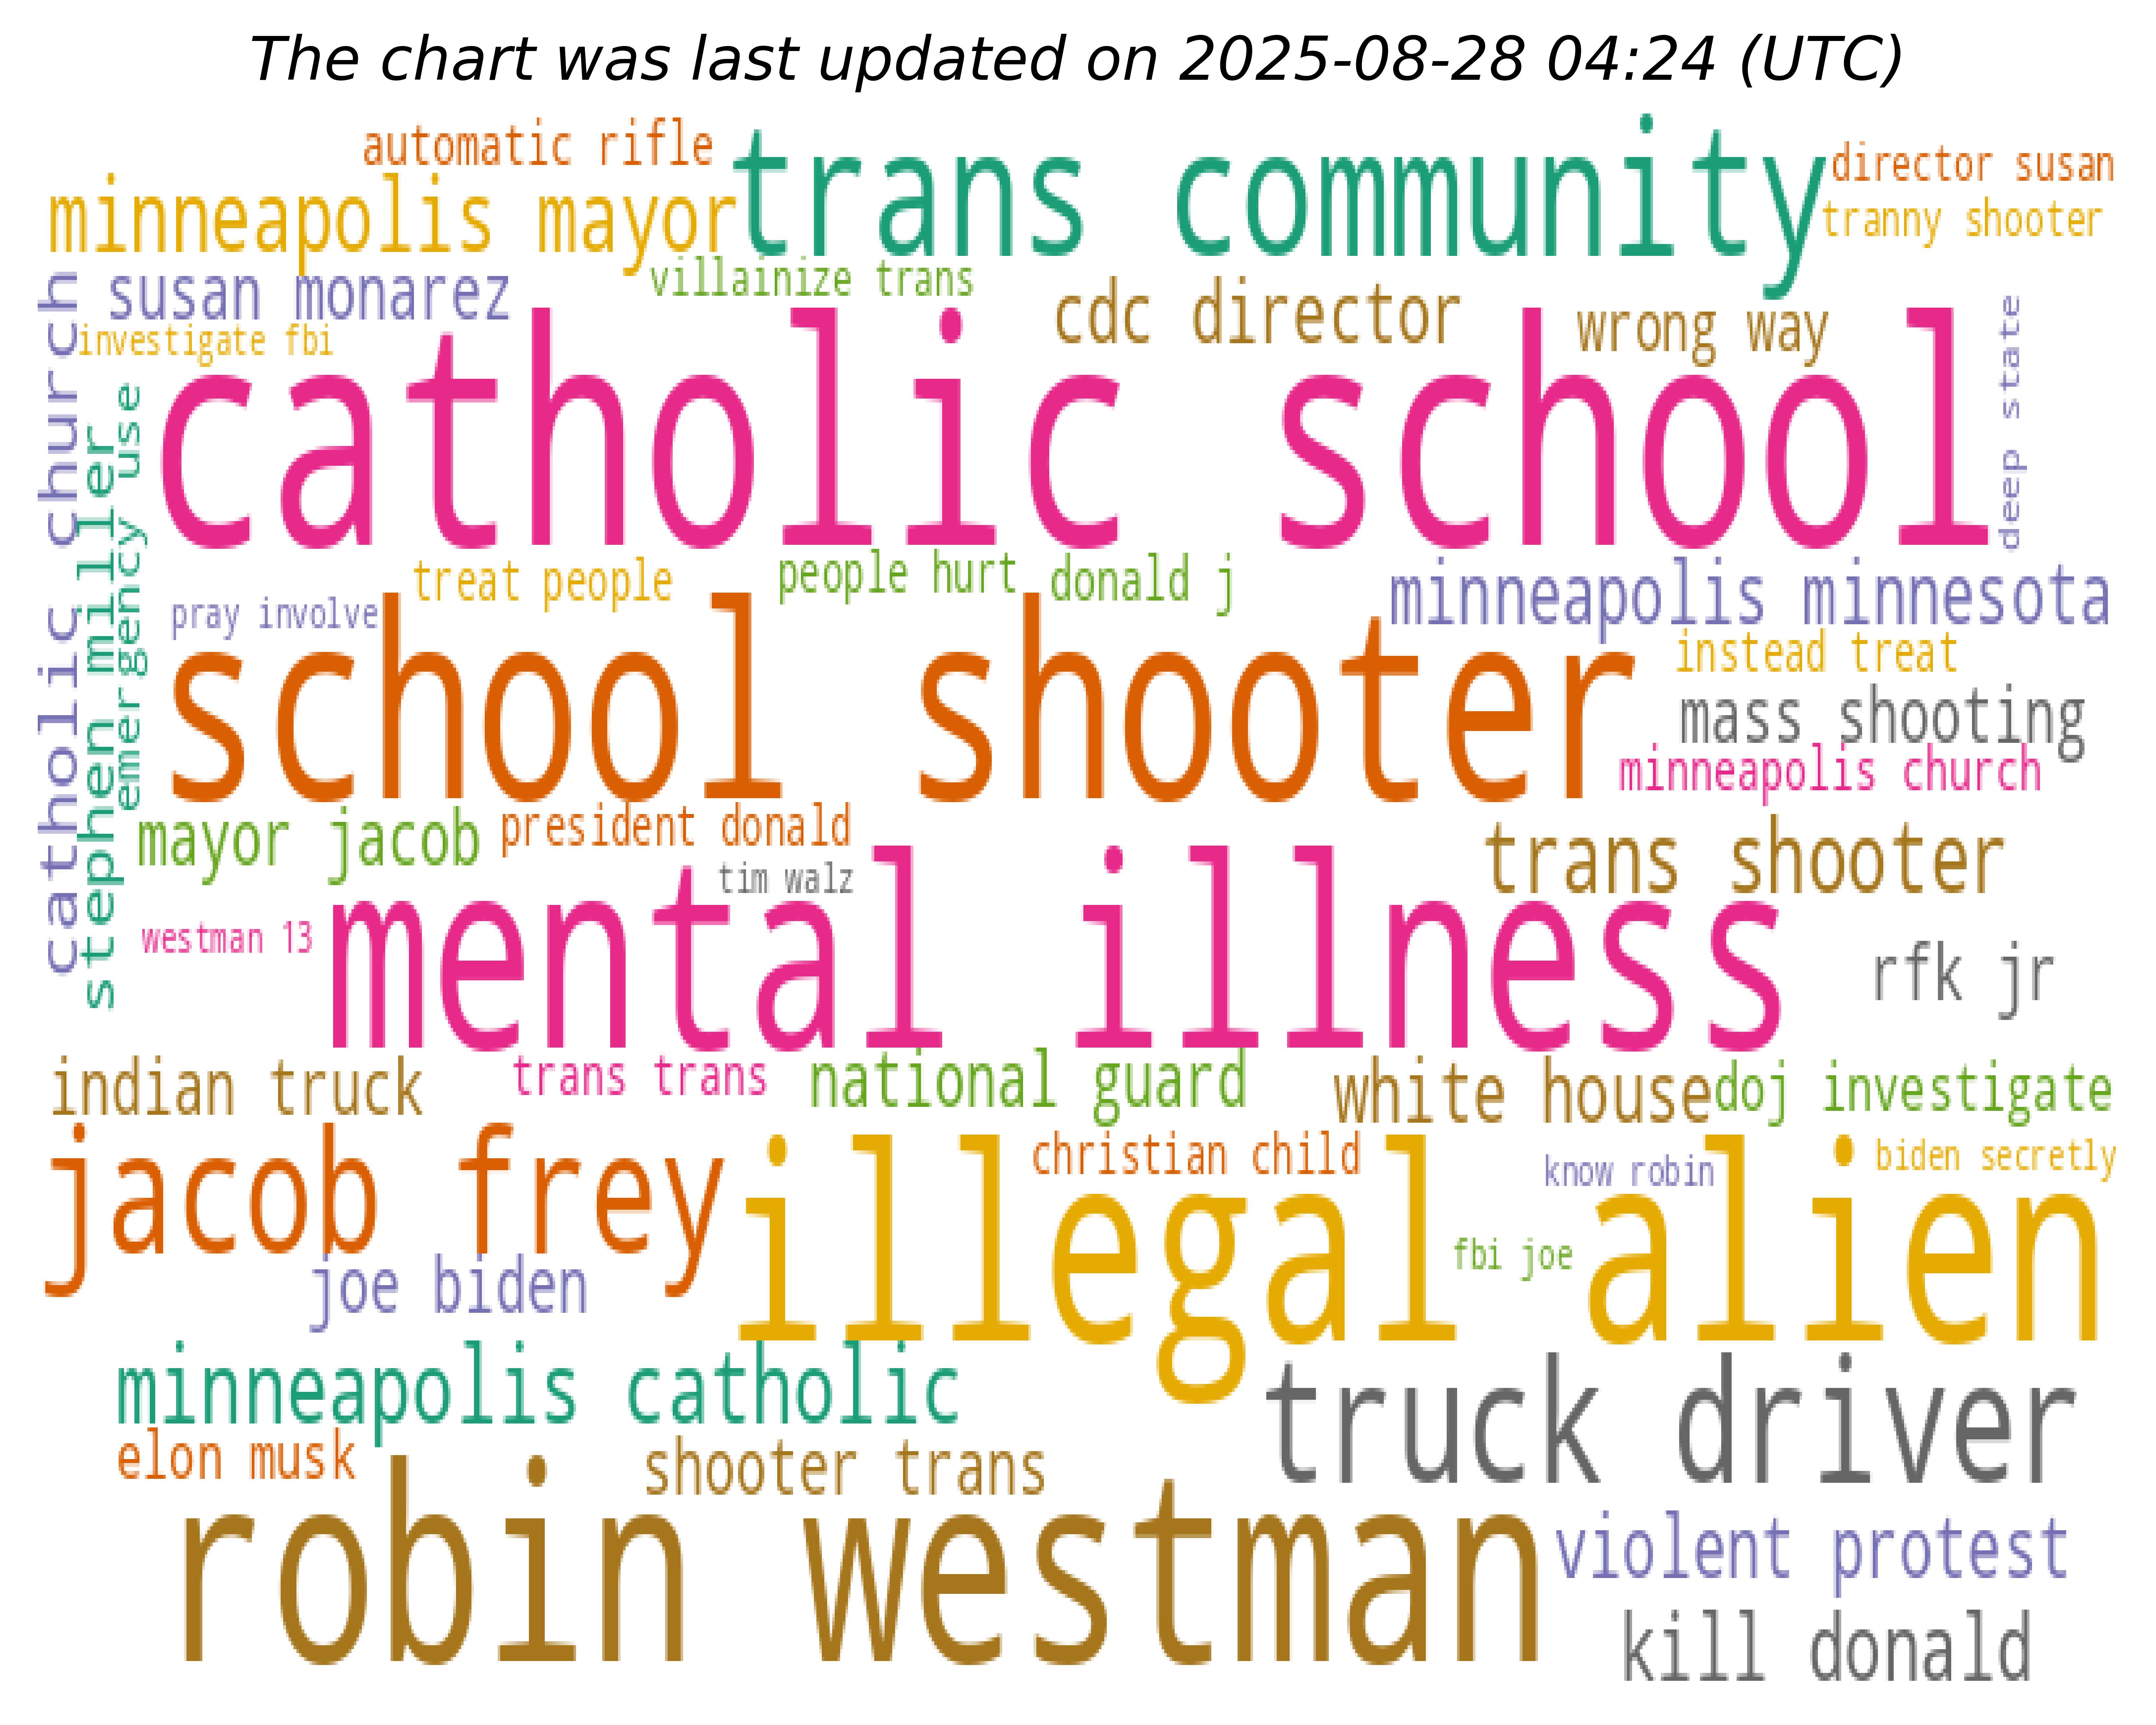 The chart was last updated on 2025-08-28 04:24 (UTC)
automatic rifle
trans community
director susan
minneapolis mayor
tranny shooter
susan monarez
villainize trans
cdc director
wrong way
investigate fbi
catholic church
stephen miller
emergency use
catholic school
deep state
treat people
people hurt
donald j
minneapolis minnesota
pray involve
school shooter
instead treat
mass shooting
minneapolis church
mayor jacob
president donald
trans shooter
tim walz
westman 13
mental illness
rfk jr
indian truck
trans trans
national guard
white house
doj investigate
jacob frey
christian child
know robin
biden secretly
illegal alien
fbi joe
joe biden
minneapolis catholic
truck driver
elon musk
shooter trans
robin westman
violent protest
kill donald